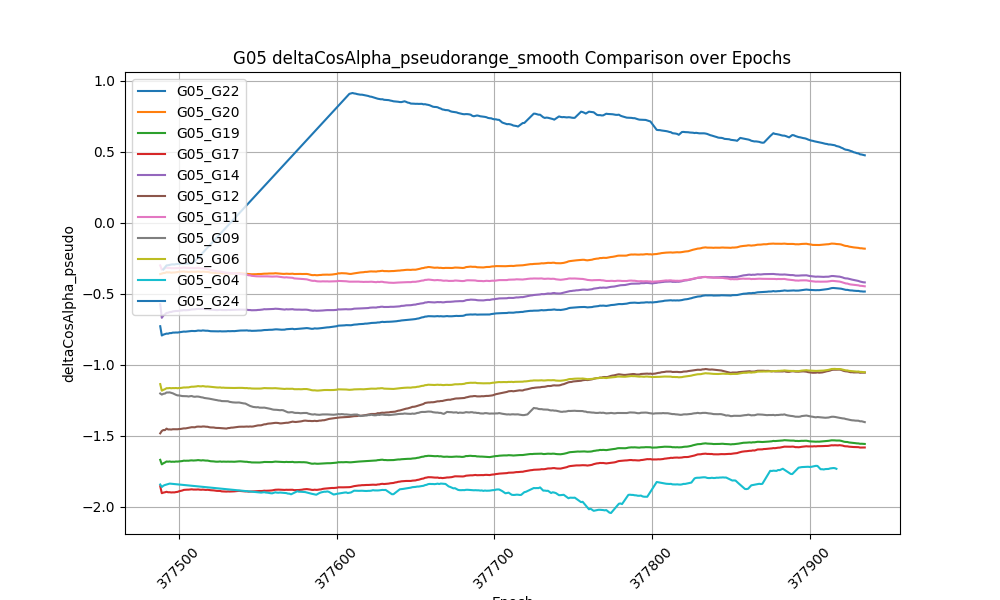 G05 deltaCosAlpha_pseudorange_smooth Comparison over Epochs
deltaCosAlpha_pseudo
1.0
0.5
0.0
−0.5
−1.0
−1.5
−2.0
G05_G22
G05_G20
G05_G19
G05_G17
G05_G14
G05_G12
G05_G11
G05_G09
G05_G06
G05_G04
G05_G24
377500
377600
377700
377800
377900
Epoch